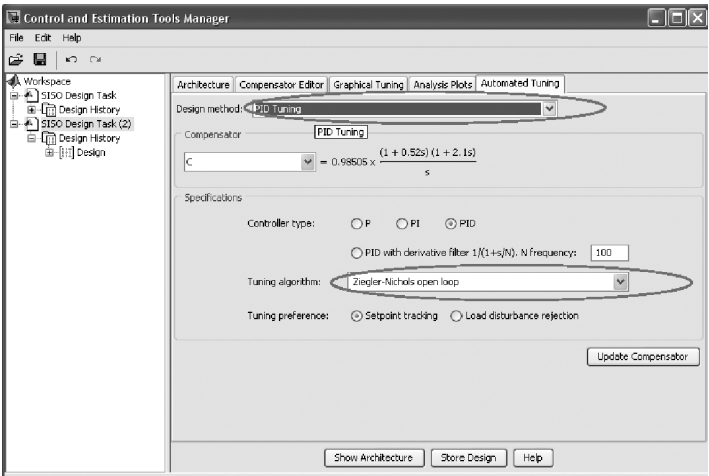 Control and Estimation Tools Manager
File Edit Help
Workspace
SISO Design Task
Design History
SISO Design Task (2)
Design History
Design
Architecture Compensator Editor Graphical Tuning Analysis Plots Automated Tuning
Design method: PID Tuning
PID Tuning
Compensator
C = 0.98505 x (1 + 0.52s) (1 + 2.1s)
s
Specifications
Controller type: P PI PID
PID with derivative filter 1/(1+s/N). N frequency: 100
Tuning algorithm: Ziegler-Nichols open loop
Tuning preference: Setpoint tracking Load disturbance rejection
Update Compensator
Show Architecture Store Design Help